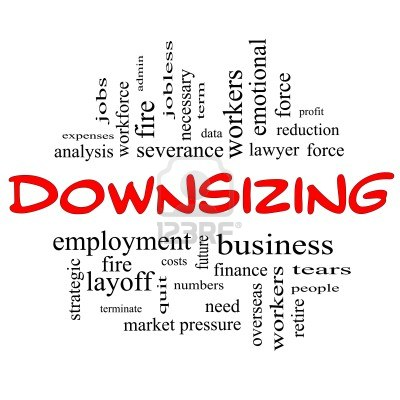 jobs
workforce
admin
fire
jobless
necessary
term
workers
emotional
force
profit
expenses
data
reduction
analysis
severance
lawyer
force
DOWNSIZING
123RF
employment
costs
future
business
strategic
fire
layoff
quit
numbers
finance
tears
people
terminate
need
overseas
workers
retire
market
pressure